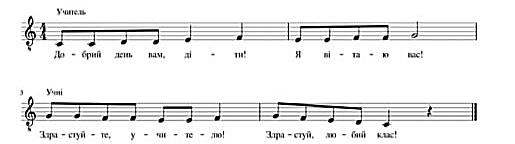 Учитель
До - брий день вам, ді - ти! Я ві - та - ю вас!
3 Учні
Здра - стуй - те, у - чи - те - лю! Здра - стуй, лю - бий клас!